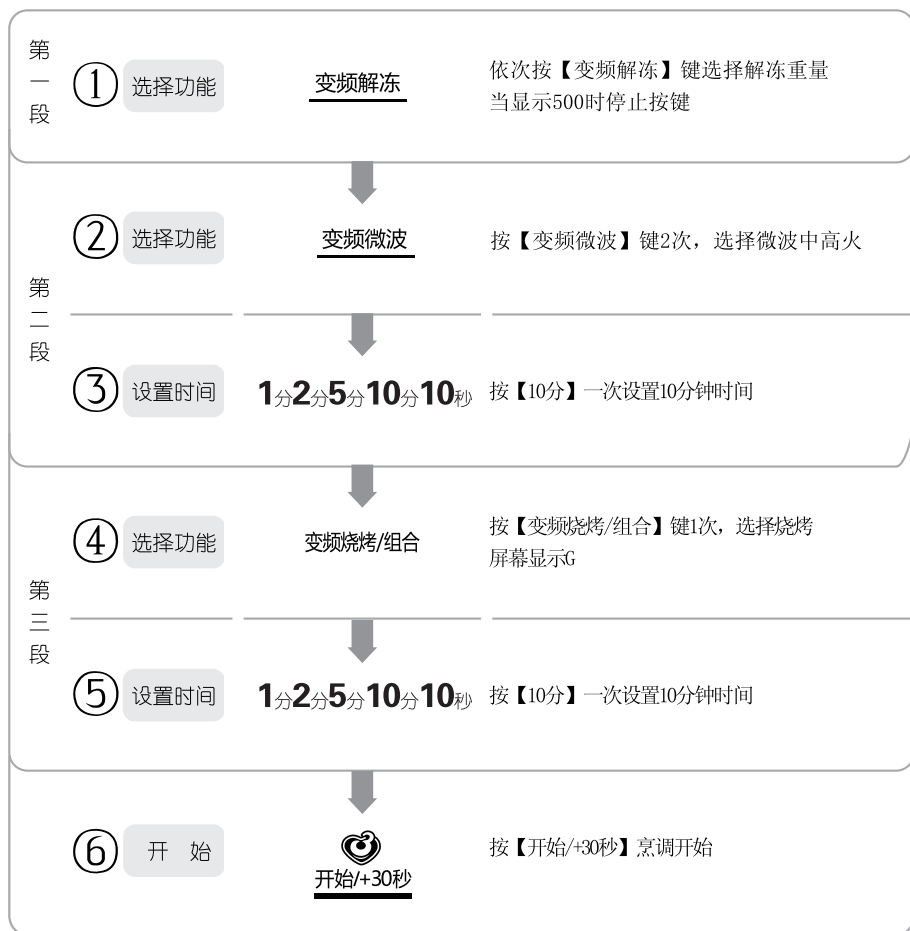 第一段
① 选择功能
变频解冻
依次按【变频解冻】键选择解冻重量
当显示500时停止按键
第二段
② 选择功能
变频微波
按【变频微波】键2次，选择微波中高火
③ 设置时间
1分2分5分10分10秒
按【10分】一次设置10分钟时间
第三段
④ 选择功能
变频烧烤/组合
按【变频烧烤/组合】键1次，选择烧烤
屏幕显示G
⑤ 设置时间
1分2分5分10分10秒
按【10分】一次设置10分钟时间
⑥ 开 始
开始/+30秒
按【开始/+30秒】烹调开始